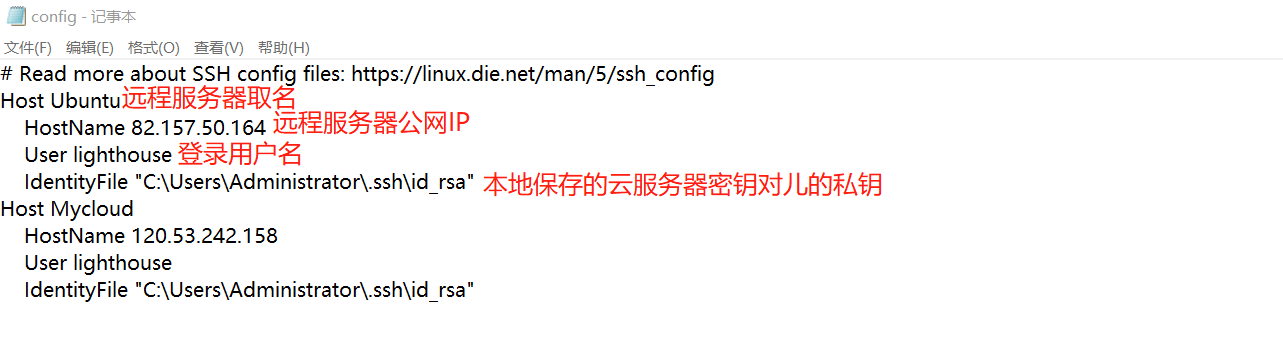 config - 记事本
文件(F) 编辑(E) 格式(O) 查看(V) 帮助(H)
# Read more about SSH config files: https://linux.die.net/man/5/ssh_config
Host Ubuntu远程服务器取名
HostName 82.157.50.164 远程服务器公网IP
User lighthouse 登录用户名
IdentityFile "C:\Users\Administrator\.ssh\id_rsa" 本地保存的云服务器密钥对儿的私钥
Host Mycloud
HostName 120.53.242.158
User lighthouse
IdentityFile "C:\Users\Administrator\.ssh\id_rsa"